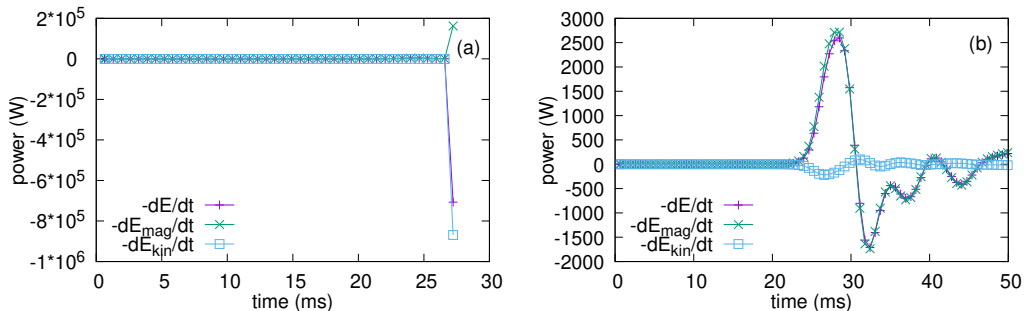 2*10^5
0
-2*10^5
-4*10^5
-6*10^5
-8*10^5
-1*10^6
power (W)
0 5 10 15 20 25 30
time (ms)
(a)
-dE/dt
-dE_mag/dt
-dE_kin/dt
3000
2500
2000
1500
1000
500
0
-500
-1000
-1500
-2000
power (W)
0 10 20 30 40 50
time (ms)
(b)
-dE/dt
-dE_mag/dt
-dE_kin/dt